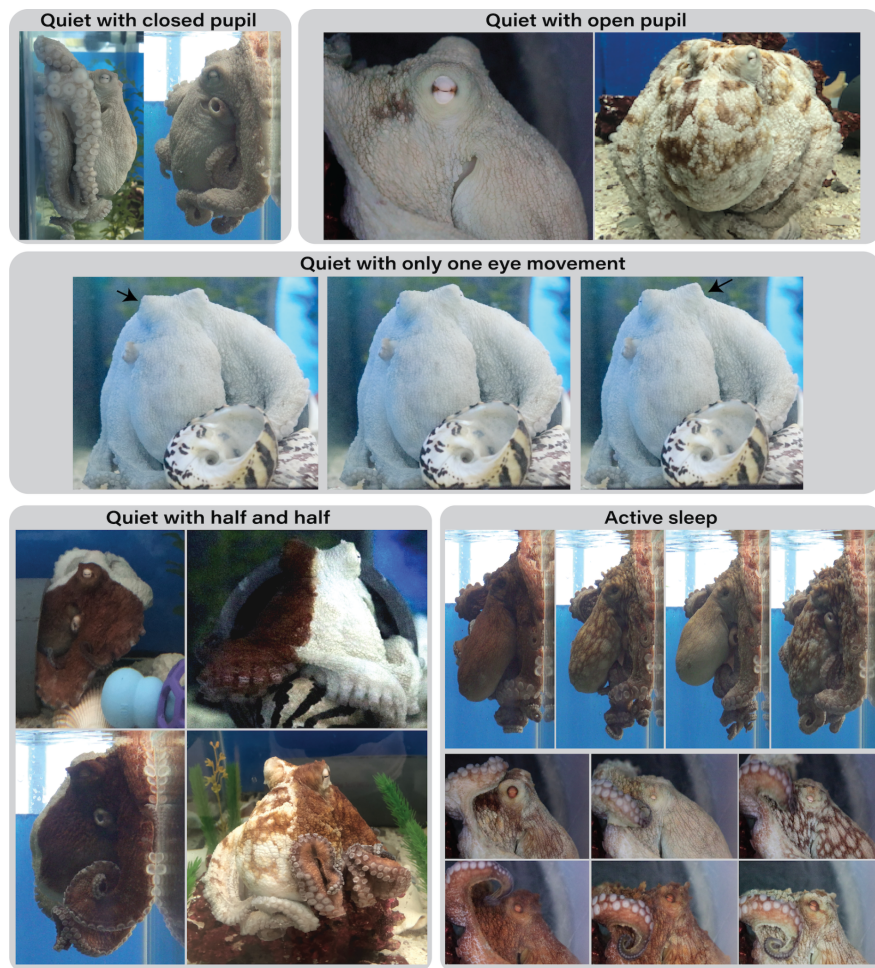 Quiet with closed pupil
Quiet with open pupil
Quiet with only one eye movement
Quiet with half and half
Active sleep